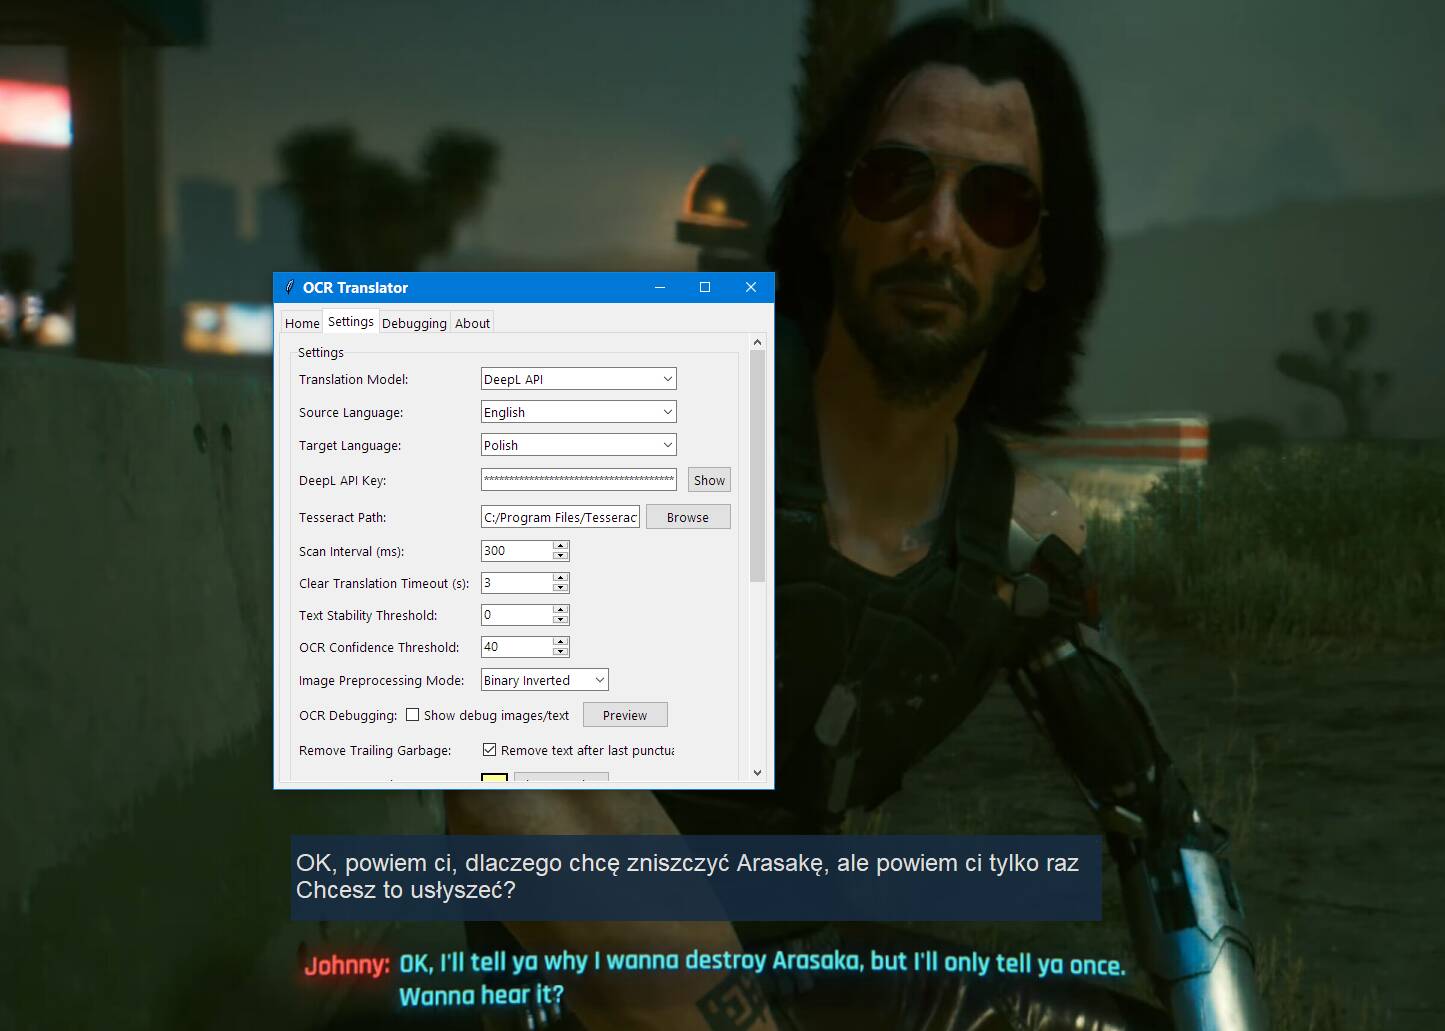 OCR Translator
Home Settings Debugging About
Settings
Translation Model: DeepL API
Source Language: English
Target Language: Polish
DeepL API Key: ************************************** Show
Tesseract Path: C:/Program Files/Tesserac Browse
Scan Interval (ms): 300
Clear Translation Timeout (s): 3
Text Stability Threshold: 0
OCR Confidence Threshold: 40
Image Preprocessing Mode: Binary Inverted
OCR Debugging: Show debug images/text Preview
Remove Trailing Garbage: Remove text after last punctua
OK, powiem ci, dlaczego chcę zniszczyć Arasakę, ale powiem ci tylko raz
Chcesz to usłyszeć?
Johnny: OK, I'll tell ya why I wanna destroy Arasaka, but I'll only tell ya once.
Wanna hear it?